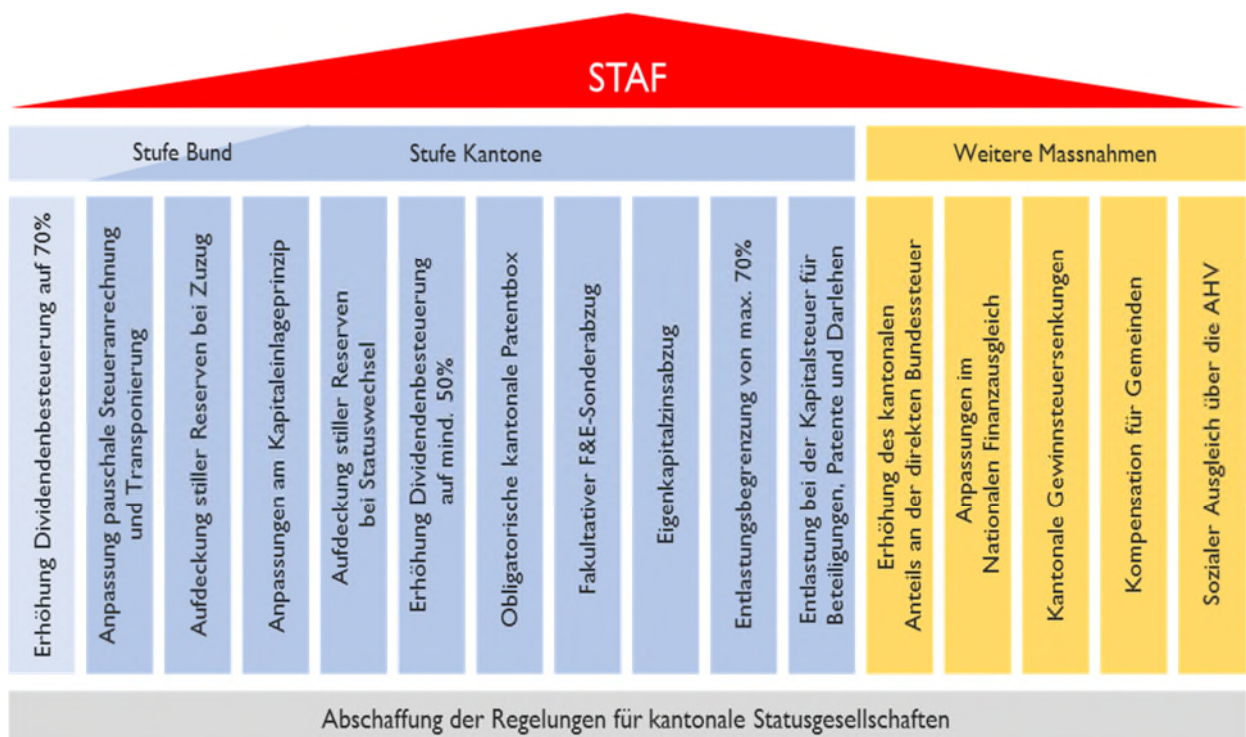 STAF
Stufe Bund
Stufe Kantone
Weitere Massnahmen
Erhöhung Dividendenbesteuerung auf 70%
Anpassung pauschale Steueranrechnung
und Transponierung
Aufdeckung stiller Reserven bei Zuzug
Anpassungen am Kapitaleinlageprinzip
Aufdeckung stiller Reserven
bei Statuswechsel
Erhöhung Dividendenbesteuerung
auf mind. 50%
Obligatorische kantonale Patentbox
Fakultativer F&E-Sonderabzug
Eigenkapitalzinsabzug
Entlastungsbegrenzung von max. 70%
Entlastung bei der Kapitalsteuer für
Beteiligungen, Patente und Darlehen
Erhöhung des kantonalen
Anteils an der direkten Bundessteuer
Anpassungen im
Nationalen Finanzausgleich
Kantonale Gewinnsteuersenkungen
Kompensation für Gemeinden
Sozialer Ausgleich über die AHV
Abschaffung der Regelungen für kantonale Statusgesellschaften